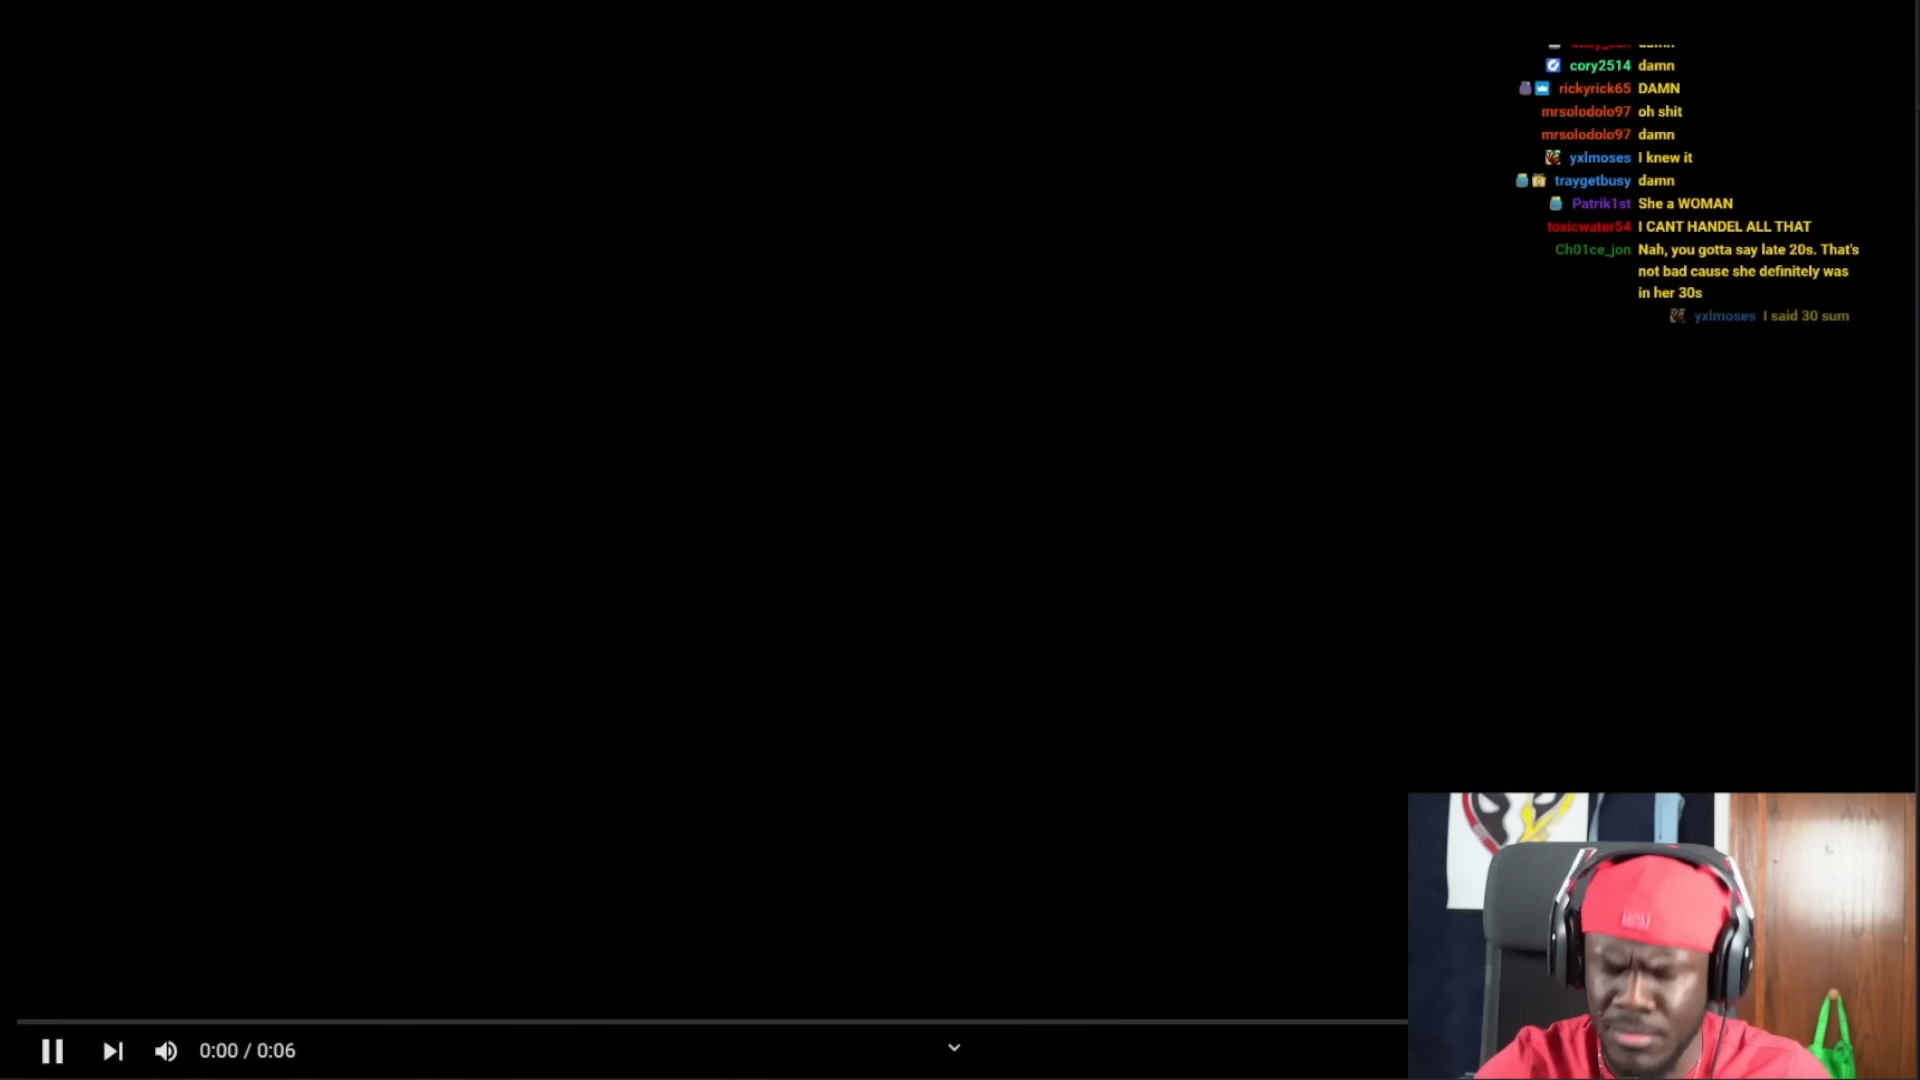 cory2514 damn
rickyrick65 DAMN
mrsolodolo97 oh shit
mrsolodolo97 damn
yxlmoses I knew it
traygetbusy damn
Patrik1st She a WOMAN
toxicwater54 I CANT HANDEL ALL THAT
Ch01ce_jon Nah, you gotta say late 20s. That's
not bad cause she definitely was
in her 30s
yxlmoses I said 30 sum
0:00 / 0:06